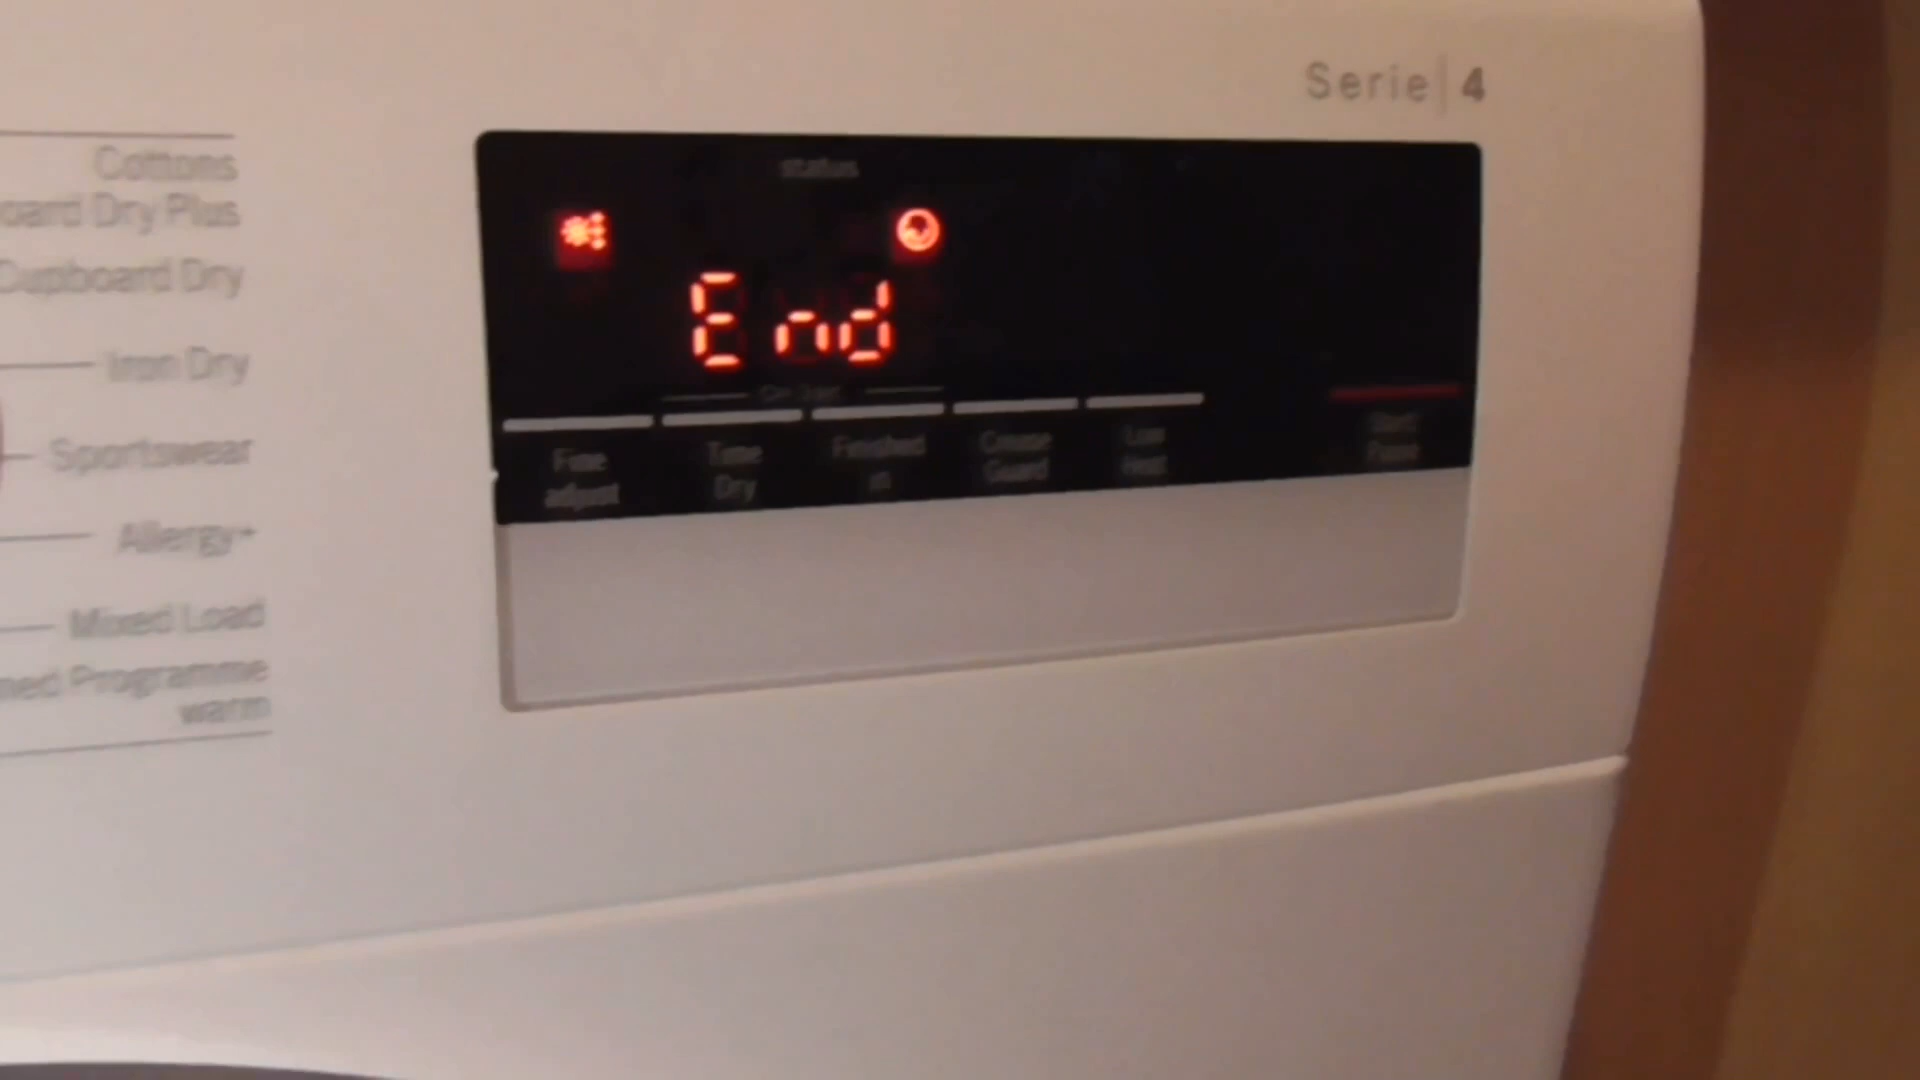 Serie 4
Cottons
oard Dry Plus
Cupboard Dry
Iron Dry
Sportswear
Allergy+
Mixed Load
med Programme
warm
status
End
Fine
adjust
Time
Dry
Finished
in
Crease
Guard
Low
Heat
Start
Pause